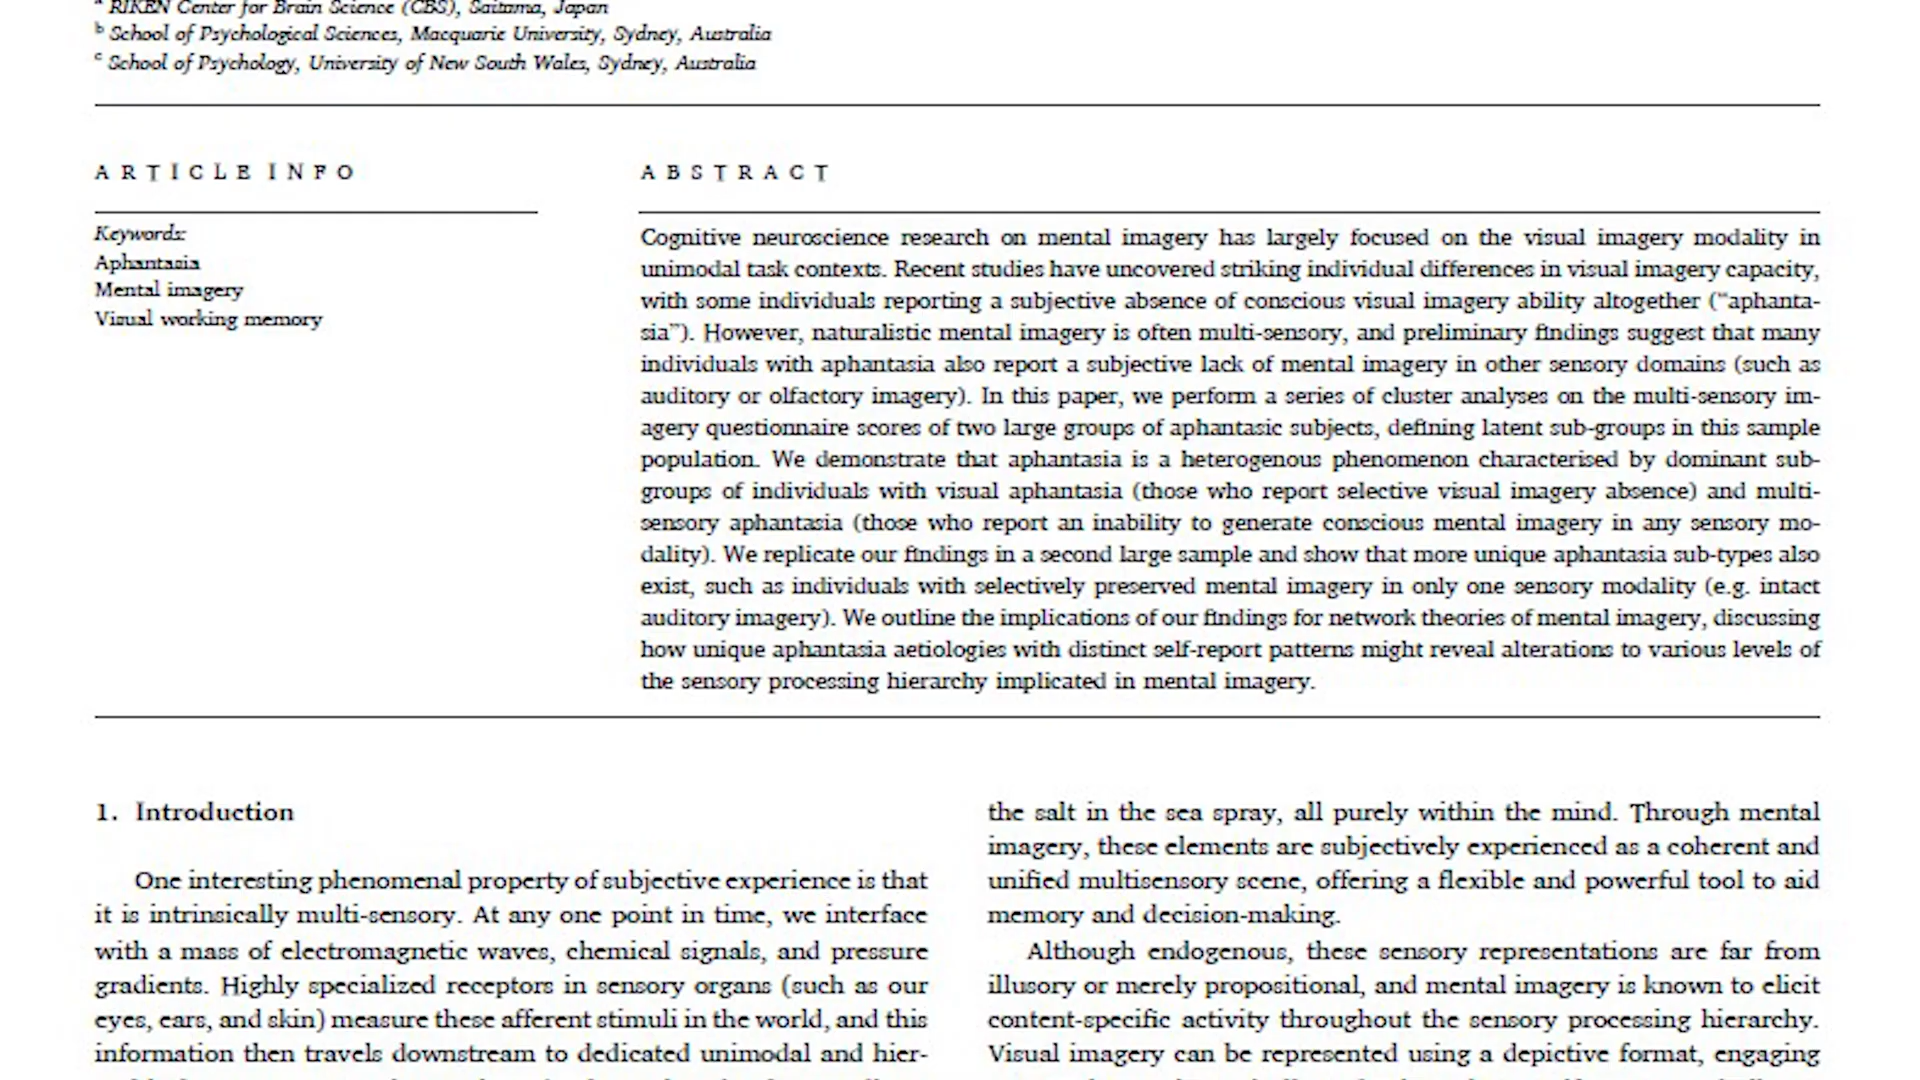 ᵃ RIKEN Center for Brain Science (CBS), Saitama, Japan
ᵇ School of Psychological Sciences, Macquarie University, Sydney, Australia
ᶜ School of Psychology, University of New South Wales, Sydney, Australia
ARTICLE INFO
Keywords:
Aphantasia
Mental imagery
Visual working memory
ABSTRACT
Cognitive neuroscience research on mental imagery has largely focused on the visual imagery modality in
unimodal task contexts. Recent studies have uncovered striking individual differences in visual imagery capacity,
with some individuals reporting a subjective absence of conscious visual imagery ability altogether (“aphanta-
sia”). However, naturalistic mental imagery is often multi-sensory, and preliminary findings suggest that many
individuals with aphantasia also report a subjective lack of mental imagery in other sensory domains (such as
auditory or olfactory imagery). In this paper, we perform a series of cluster analyses on the multi-sensory im-
agery questionnaire scores of two large groups of aphantasic subjects, defining latent sub-groups in this sample
population. We demonstrate that aphantasia is a heterogenous phenomenon characterised by dominant sub-
groups of individuals with visual aphantasia (those who report selective visual imagery absence) and multi-
sensory aphantasia (those who report an inability to generate conscious mental imagery in any sensory mo-
dality). We replicate our findings in a second large sample and show that more unique aphantasia sub-types also
exist, such as individuals with selectively preserved mental imagery in only one sensory modality (e.g. intact
auditory imagery). We outline the implications of our findings for network theories of mental imagery, discussing
how unique aphantasia aetiologies with distinct self-report patterns might reveal alterations to various levels of
the sensory processing hierarchy implicated in mental imagery.
1. Introduction
One interesting phenomenal property of subjective experience is that
it is intrinsically multi-sensory. At any one point in time, we interface
with a mass of electromagnetic waves, chemical signals, and pressure
gradients. Highly specialized receptors in sensory organs (such as our
eyes, ears, and skin) measure these afferent stimuli in the world, and this
information then travels downstream to dedicated unimodal and hier-
the salt in the sea spray, all purely within the mind. Through mental
imagery, these elements are subjectively experienced as a coherent and
unified multisensory scene, offering a flexible and powerful tool to aid
memory and decision-making.
Although endogenous, these sensory representations are far from
illusory or merely propositional, and mental imagery is known to elicit
content-specific activity throughout the sensory processing hierarchy.
Visual imagery can be represented using a depictive format, engaging